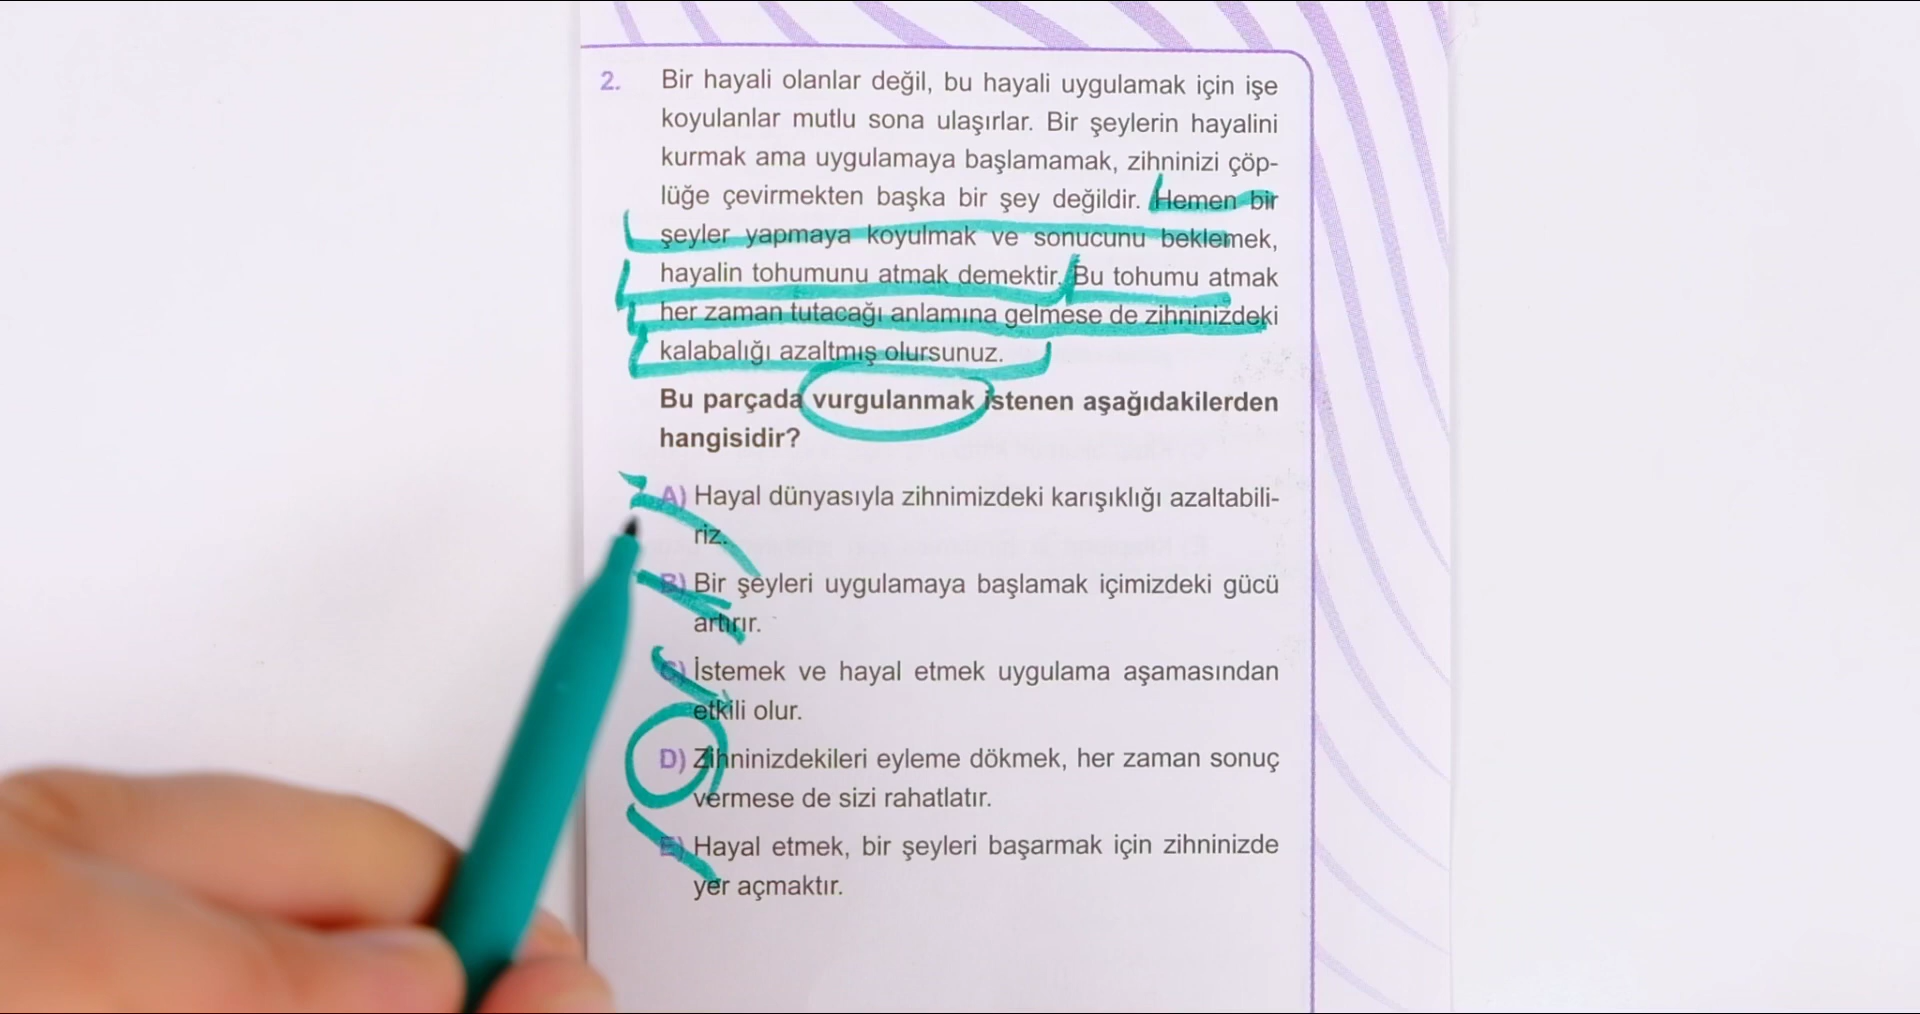 2. Bir hayali olanlar değil, bu hayali uygulamak için işe
koyulanlar mutlu sona ulaşırlar. Bir şeylerin hayalini
kurmak ama uygulamaya başlamamak, zihninizi çöp-
lüğe çevirmekten başka bir şey değildir. Hemen bir
şeyler yapmaya koyulmak ve sonucunu beklemek,
hayalin tohumunu atmak demektir. Bu tohumu atmak
her zaman tutacağı anlamına gelmese de zihninizdeki
kalabalığı azaltmış olursunuz.
Bu parçada vurgulanmak istenen aşağıdakilerden
hangisidir?
A) Hayal dünyasıyla zihnimizdeki karışıklığı azaltabili-
riz.
B) Bir şeyleri uygulamaya başlamak içimizdeki gücü
artırır.
C) İstemek ve hayal etmek uygulama aşamasından
etkili olur.
D) Zihninizdekileri eyleme dökmek, her zaman sonuç
vermese de sizi rahatlatır.
E) Hayal etmek, bir şeyleri başarmak için zihninizde
yer açmaktır.